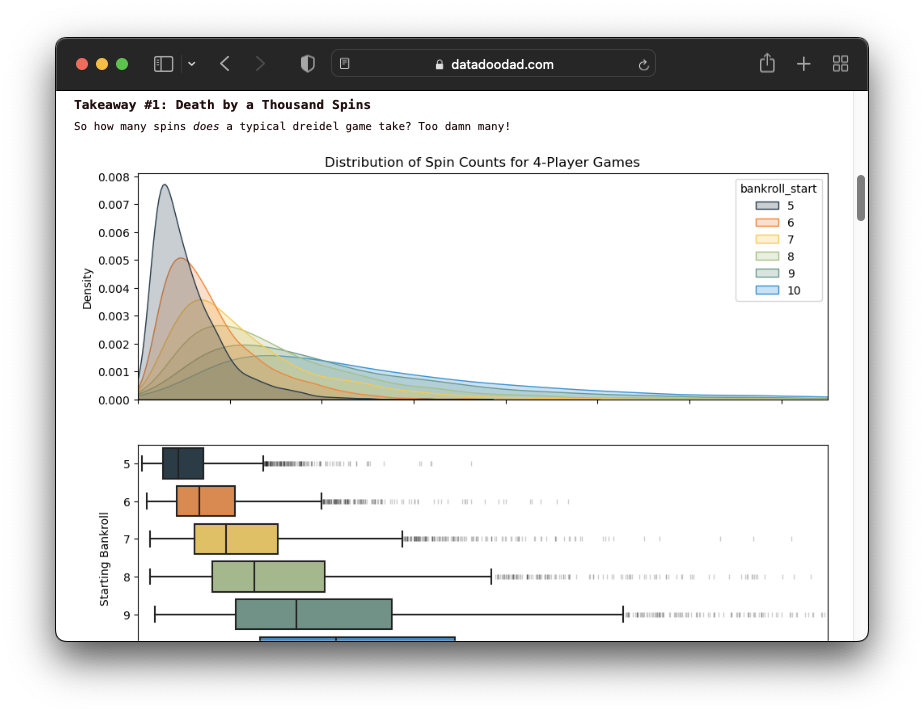 datadoodad.com
Takeaway #1: Death by a Thousand Spins
So how many spins does a typical dreidel game take? Too damn many!
Distribution of Spin Counts for 4-Player Games
0.008
0.007
0.006
0.005
0.004
0.003
0.002
0.001
0.000
Density
bankroll_start
5
6
7
8
9
10
5
6
7
8
9
Starting Bankroll